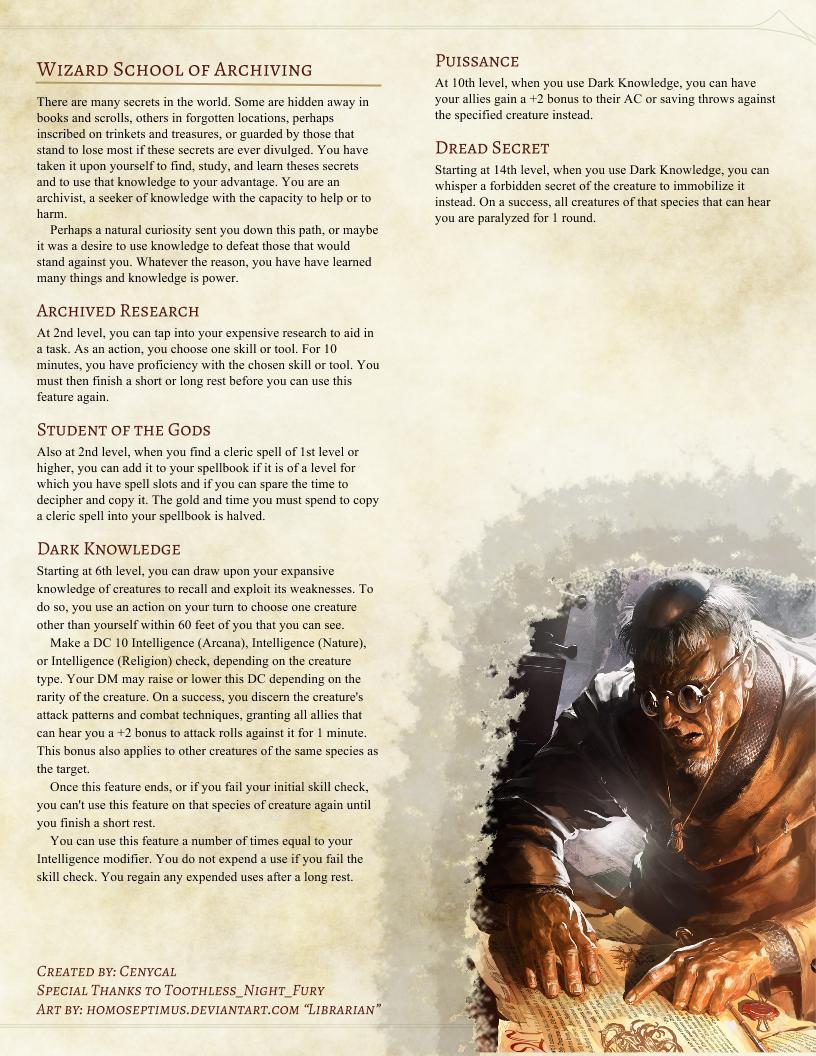 Wizard School of Archiving
There are many secrets in the world. Some are hidden away in
books and scrolls, others in forgotten locations, perhaps
inscribed on trinkets and treasures, or guarded by those that
stand to lose most if these secrets are ever divulged. You have
taken it upon yourself to find, study, and learn theses secrets
and to use that knowledge to your advantage. You are an
archivist, a seeker of knowledge with the capacity to help or to
harm.
Perhaps a natural curiosity sent you down this path, or maybe
it was a desire to use knowledge to defeat those that would
stand against you. Whatever the reason, you have have learned
many things and knowledge is power.
Archived Research
At 2nd level, you can tap into your expensive research to aid in
a task. As an action, you choose one skill or tool. For 10
minutes, you have proficiency with the chosen skill or tool. You
must then finish a short or long rest before you can use this
feature again.
Student of the Gods
Also at 2nd level, when you find a cleric spell of 1st level or
higher, you can add it to your spellbook if it is of a level for
which you have spell slots and if you can spare the time to
decipher and copy it. The gold and time you must spend to copy
a cleric spell into your spellbook is halved.
Dark Knowledge
Starting at 6th level, you can draw upon your expansive
knowledge of creatures to recall and exploit its weaknesses. To
do so, you use an action on your turn to choose one creature
other than yourself within 60 feet of you that you can see.
Make a DC 10 Intelligence (Arcana), Intelligence (Nature),
or Intelligence (Religion) check, depending on the creature
type. Your DM may raise or lower this DC depending on the
rarity of the creature. On a success, you discern the creature's
attack patterns and combat techniques, granting all allies that
can hear you a +2 bonus to attack rolls against it for 1 minute.
This bonus also applies to other creatures of the same species as
the target.
Once this feature ends, or if you fail your initial skill check,
you can't use this feature on that species of creature again until
you finish a short rest.
You can use this feature a number of times equal to your
Intelligence modifier. You do not expend a use if you fail the
skill check. You regain any expended uses after a long rest.
Created by: Cenycal
Special Thanks to Toothless_Night_Fury
Art by: homoseptimus.deviantart.com “Librarian”
Puissance
At 10th level, when you use Dark Knowledge, you can have
your allies gain a +2 bonus to their AC or saving throws against
the specified creature instead.
Dread Secret
Starting at 14th level, when you use Dark Knowledge, you can
whisper a forbidden secret of the creature to immobilize it
instead. On a success, all creatures of that species that can hear
you are paralyzed for 1 round.